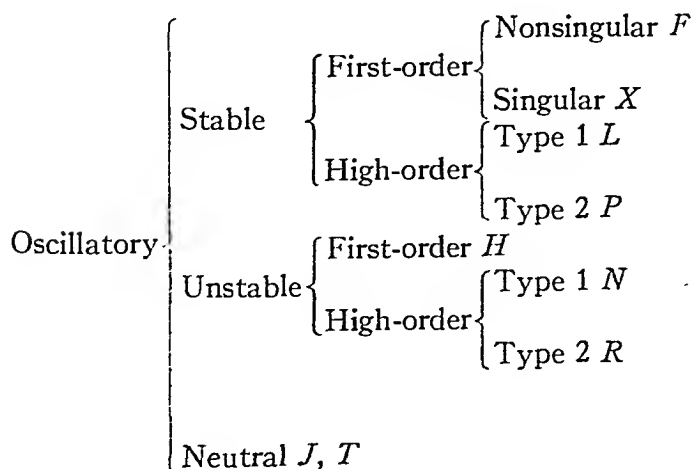 Nonsingular F
First-order
Singular X
Stable
Type 1 L
High-order
Type 2 P
Oscillatory
First-order H
Unstable
Type 1 N
High-order
Type 2 R
Neutral J, T